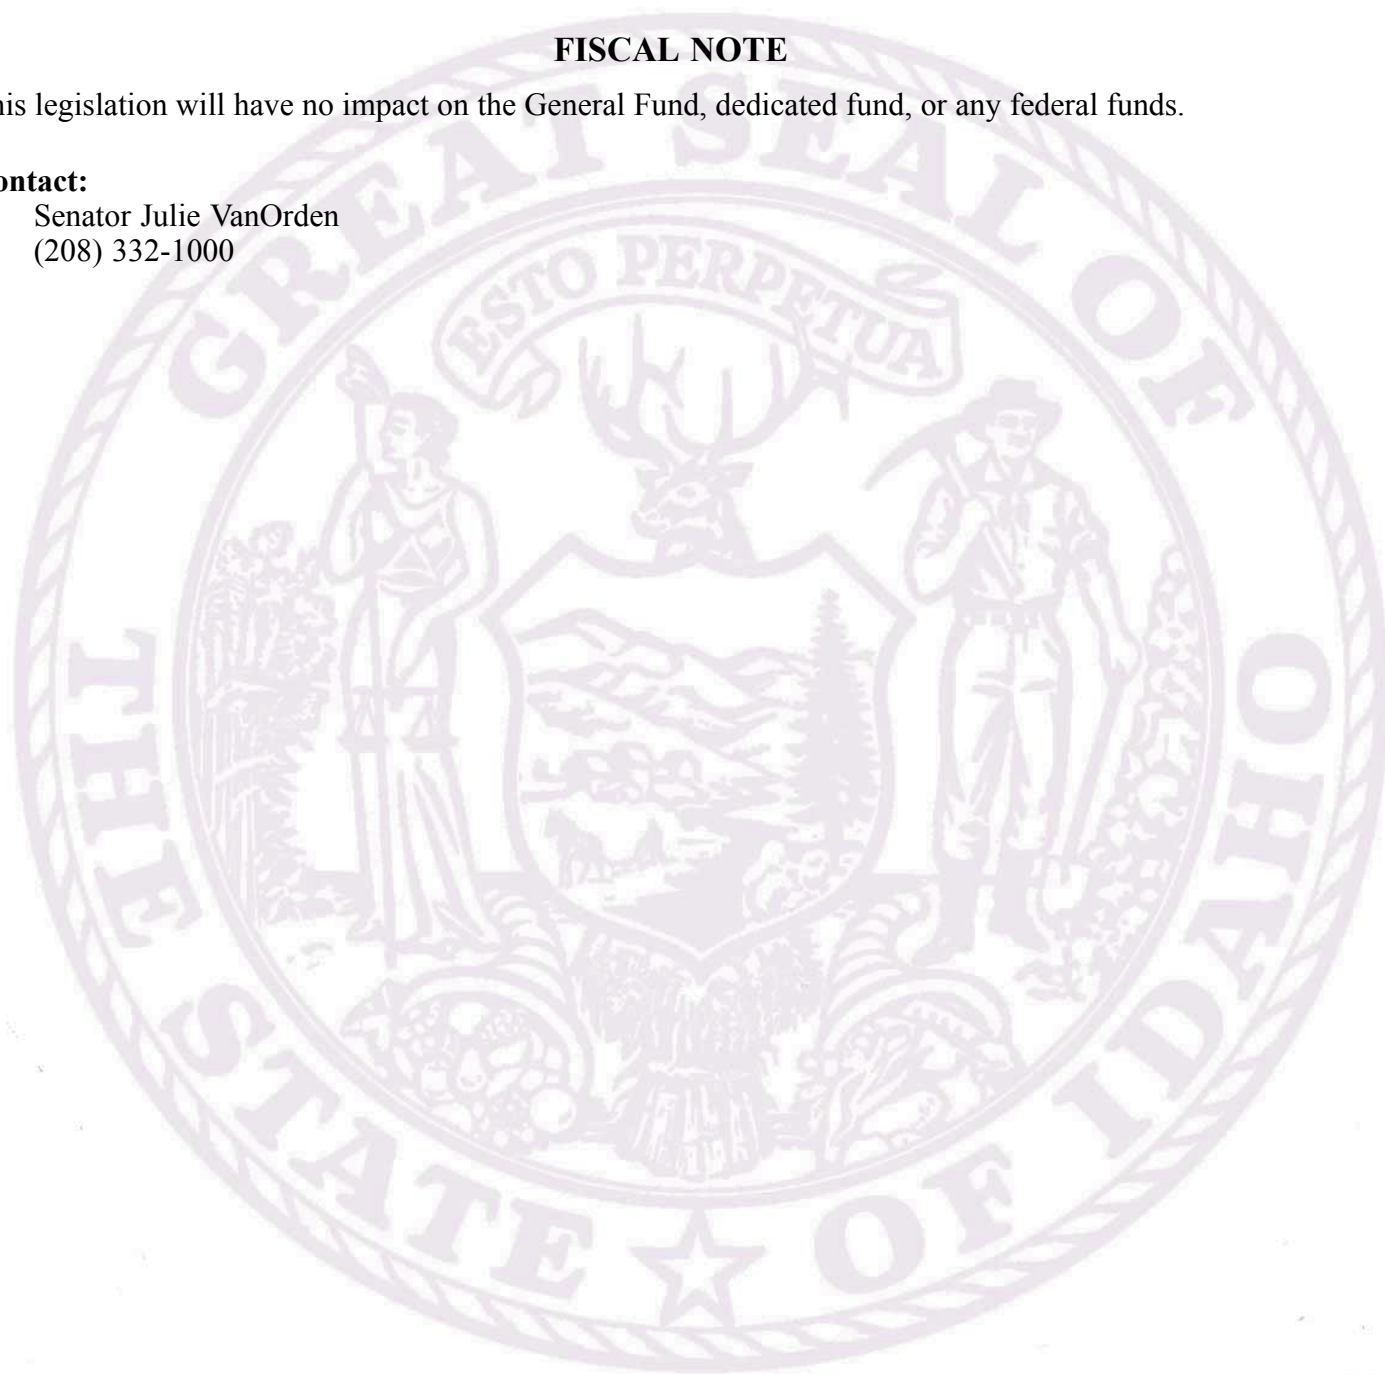 FISCAL NOTE
his legislation will have no impact on the General Fund, dedicated fund, or any federal funds.
ontact:
Senator Julie VanOrden
(208) 332-1000
GREAT SEAL OF
ESTO PERPETUA
THE STATE OF IDAHO